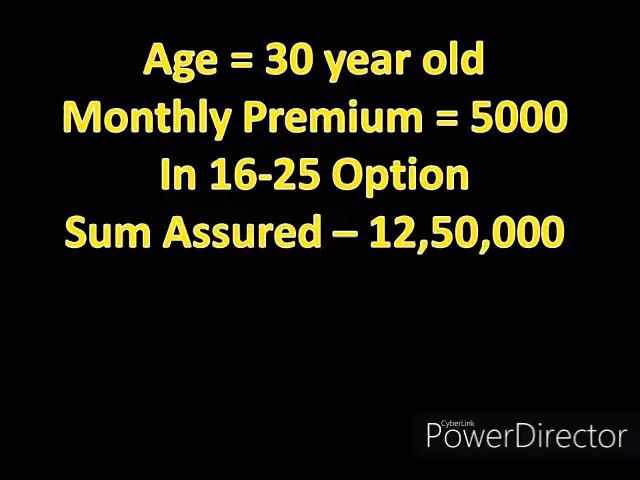 Age = 30 year old
Monthly Premium = 5000
In 16-25 Option
Sum Assured – 12,50,000
CyberLink
PowerDirector